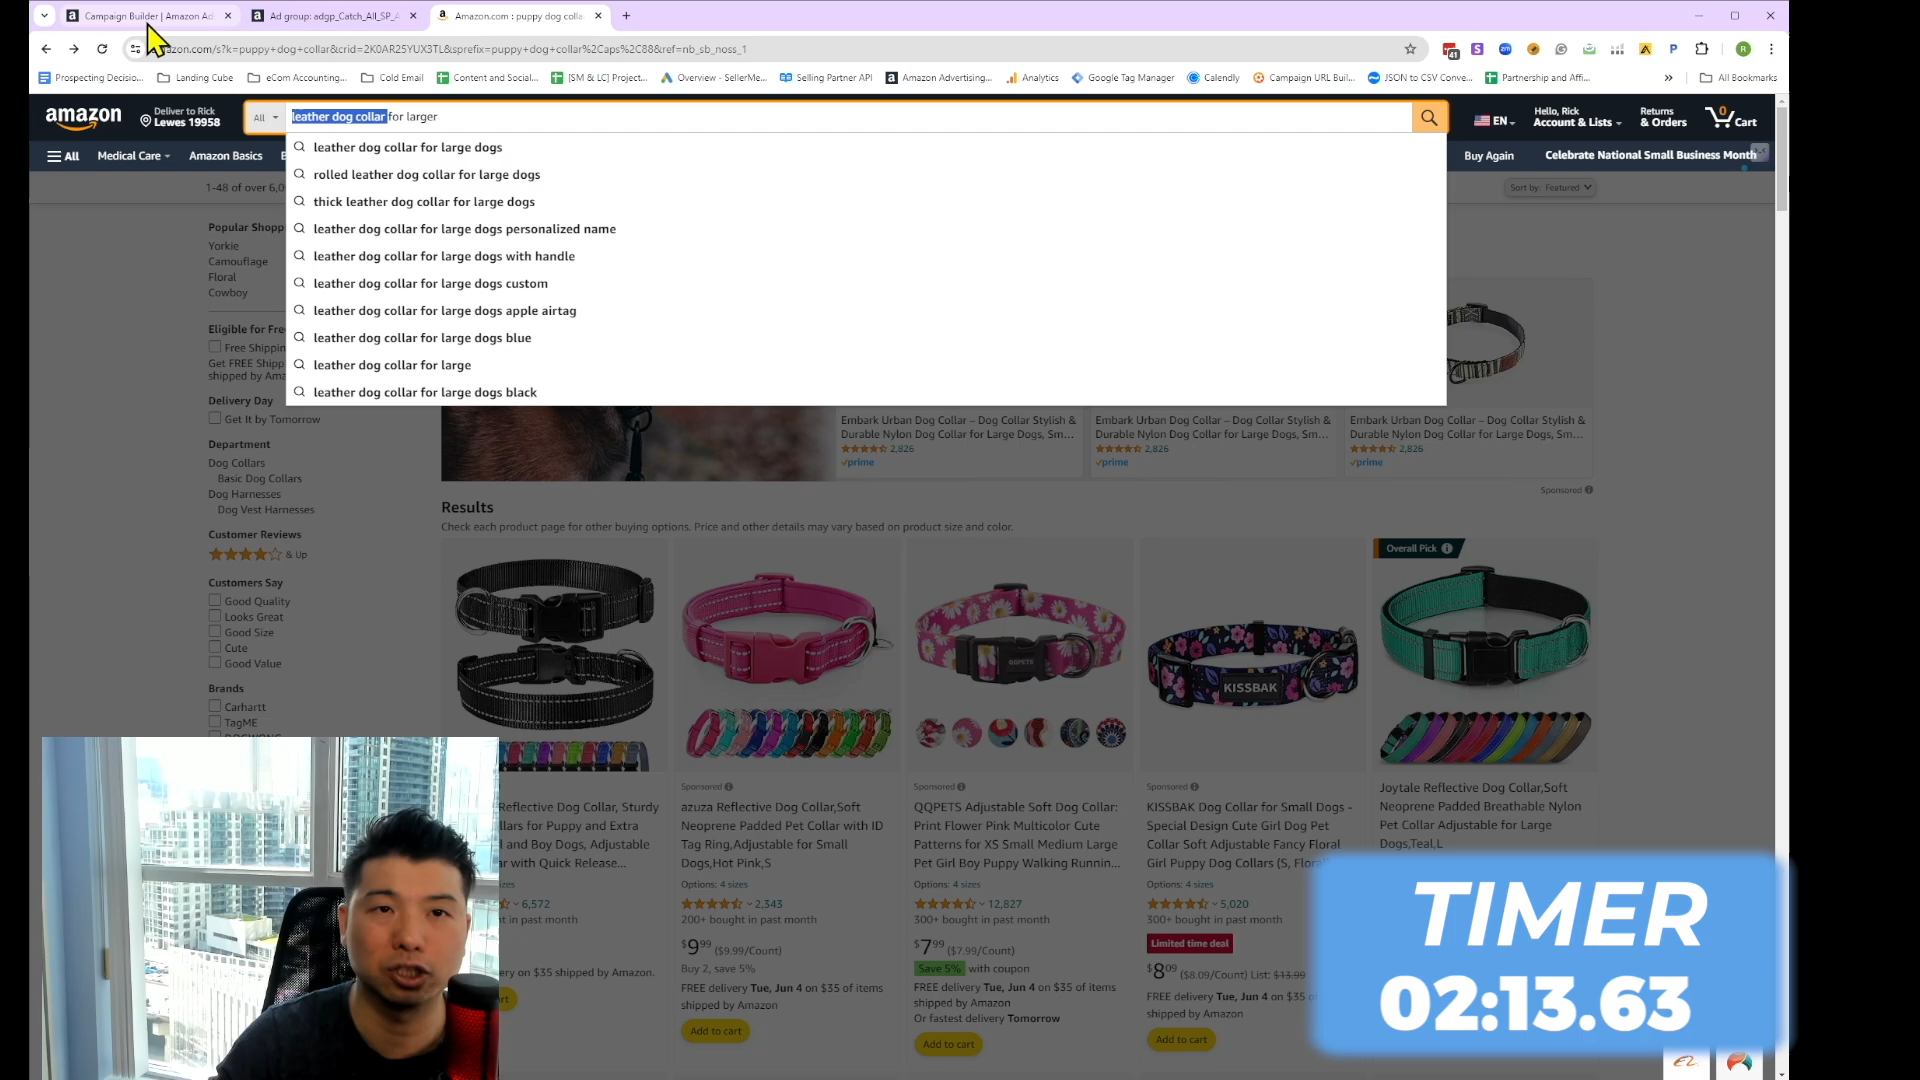 Campaign Builder | Amazon Ad
Ad group: adgp_Catch_All_SP_A
Amazon.com : puppy dog colla
azon.com/s?k=puppy+dog+collar&crid=2K0AR25YUX3TL&sprefix=puppy+dog+collar%2Caps%2C88&ref=nb_sb_noss_1
Prospecting Decisio...
Landing Cube
eCom Accounting...
Cold Email
Content and Social...
[SM & LC] Project...
Overview - SellerMe...
Selling Partner API
Amazon Advertising...
Analytics
Google Tag Manager
Calendly
Campaign URL Buil...
JSON to CSV Conve...
Partnership and Affi...
All Bookmarks
amazon
Deliver to Rick
Lewes 19958
All
leather dog collar for larger
EN
Hello, Rick
Account & Lists
Returns
& Orders
0
Cart
All
Medical Care
Amazon Basics
Buy Again
Celebrate National Small Business Month
leather dog collar for large dogs
rolled leather dog collar for large dogs
thick leather dog collar for large dogs
leather dog collar for large dogs personalized name
leather dog collar for large dogs with handle
leather dog collar for large dogs custom
leather dog collar for large dogs apple airtag
leather dog collar for large dogs blue
leather dog collar for large
leather dog collar for large dogs black
1-48 of over 6,0
Sort by: Featured
Popular Shopp
Yorkie
Camouflage
Floral
Cowboy
Eligible for Fre
Free Shippin
Get FREE Shipp
shipped by Ama
Delivery Day
Get It by Tomorrow
Department
Dog Collars
Basic Dog Collars
Dog Harnesses
Dog Vest Harnesses
Customer Reviews
& Up
Customers Say
Good Quality
Looks Great
Good Size
Cute
Good Value
Brands
Carhartt
TagME
Embark Urban Dog Collar – Dog Collar Stylish &
Durable Nylon Dog Collar for Large Dogs, Sm...
2,826
prime
Embark Urban Dog Collar – Dog Collar Stylish &
Durable Nylon Dog Collar for Large Dogs, Sm...
2,826
prime
Embark Urban Dog Collar – Dog Collar Stylish &
Durable Nylon Dog Collar for Large Dogs, Sm...
2,826
prime
Sponsored
Results
Check each product page for other buying options. Price and other details may vary based on product size and color.
Overall Pick
QQPETS
KISSBAK
Reflective Dog Collar, Sturdy
llars for Puppy and Extra
l and Boy Dogs, Adjustable
ar with Quick Release...
zes
6,572
ht in past month
ery on $35 shipped by Amazon.
rt
Sponsored
azuza Reflective Dog Collar,Soft
Neoprene Padded Pet Collar with ID
Tag Ring,Adjustable for Small
Dogs,Hot Pink,S
Options: 4 sizes
2,343
200+ bought in past month
$9 99 ($9.99/Count)
Buy 2, save 5%
FREE delivery Tue, Jun 4 on $35 of items
shipped by Amazon
Add to cart
Sponsored
QQPETS Adjustable Soft Dog Collar:
Print Flower Pink Multicolor Cute
Patterns for XS Small Medium Large
Pet Girl Boy Puppy Walking Runnin...
Options: 4 sizes
12,827
300+ bought in past month
$7 99 ($7.99/Count)
Save 5% with coupon
FREE delivery Tue, Jun 4 on $35 of items
shipped by Amazon
Or fastest delivery Tomorrow
Add to cart
Sponsored
KISSBAK Dog Collar for Small Dogs -
Special Design Cute Girl Dog Pet
Collar Soft Adjustable Fancy Floral
Girl Puppy Dog Collars (S, Floral)
Options: 4 sizes
5,020
300+ bought in past month
Limited time deal
$8 09 ($8.09/Count) List: $13.99
FREE delivery Tue, Jun 4 on $35 o
shipped by Amazon
Add to cart
Joytale Reflective Dog Collar,Soft
Neoprene Padded Breathable Nylon
Pet Collar Adjustable for Large
Dogs,Teal,L
TIMER
02:13.63